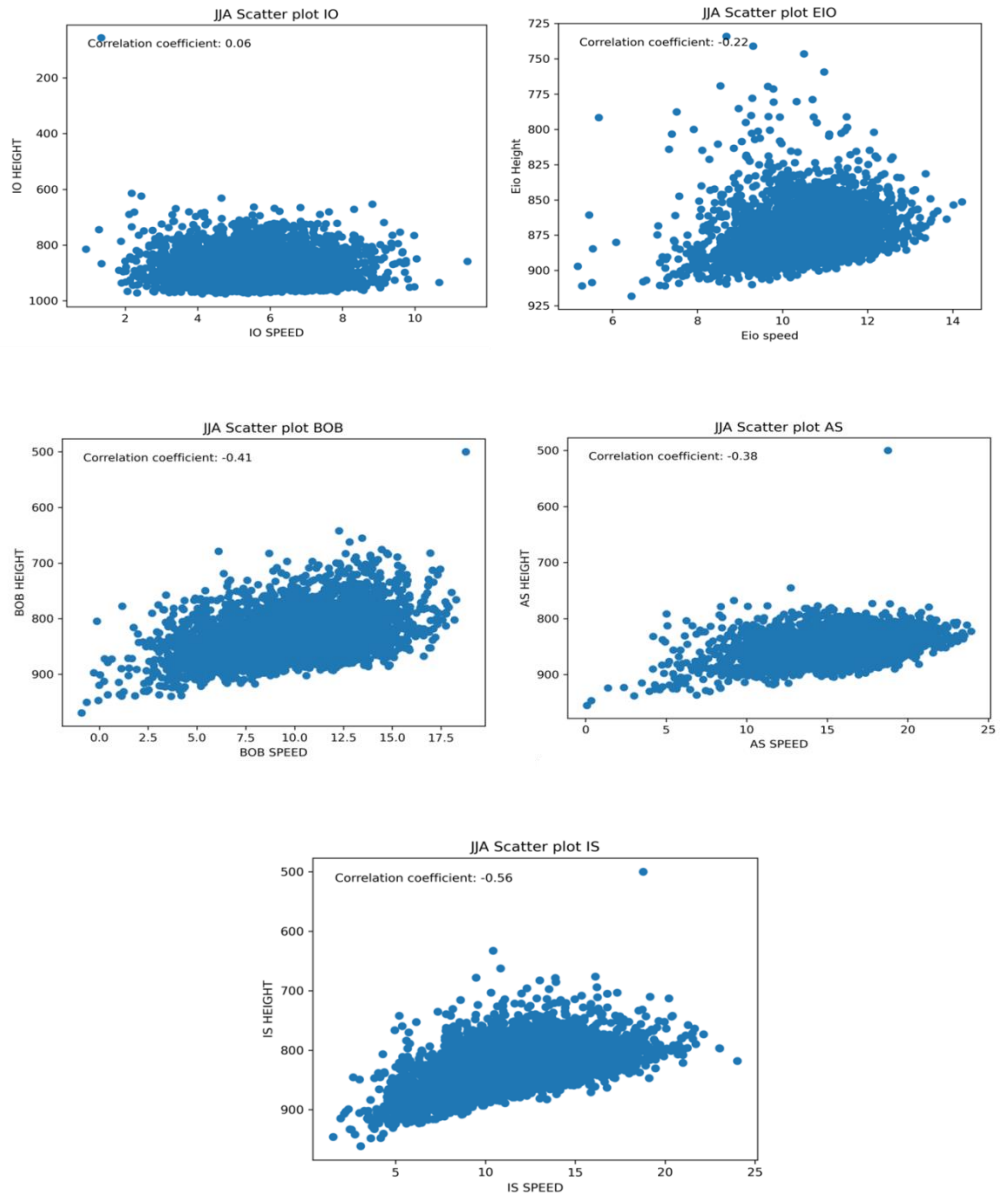 JJA Scatter plot IO
Correlation coefficient: 0.06
200
400
600
800
1000
IO HEIGHT
2 4 6 8 10
IO SPEED
JJA Scatter plot EIO
Correlation coefficient: -0.22
725
750
775
800
825
850
875
900
925
Eio Height
6 8 10 12 14
Eio speed
JJA Scatter plot BOB
Correlation coefficient: -0.41
500
600
700
800
900
BOB HEIGHT
0.0 2.5 5.0 7.5 10.0 12.5 15.0 17.5
BOB SPEED
JJA Scatter plot AS
Correlation coefficient: -0.38
500
600
700
800
900
AS HEIGHT
0 5 10 15 20 25
AS SPEED
JJA Scatter plot IS
Correlation coefficient: -0.56
500
600
700
800
900
IS HEIGHT
5 10 15 20 25
IS SPEED